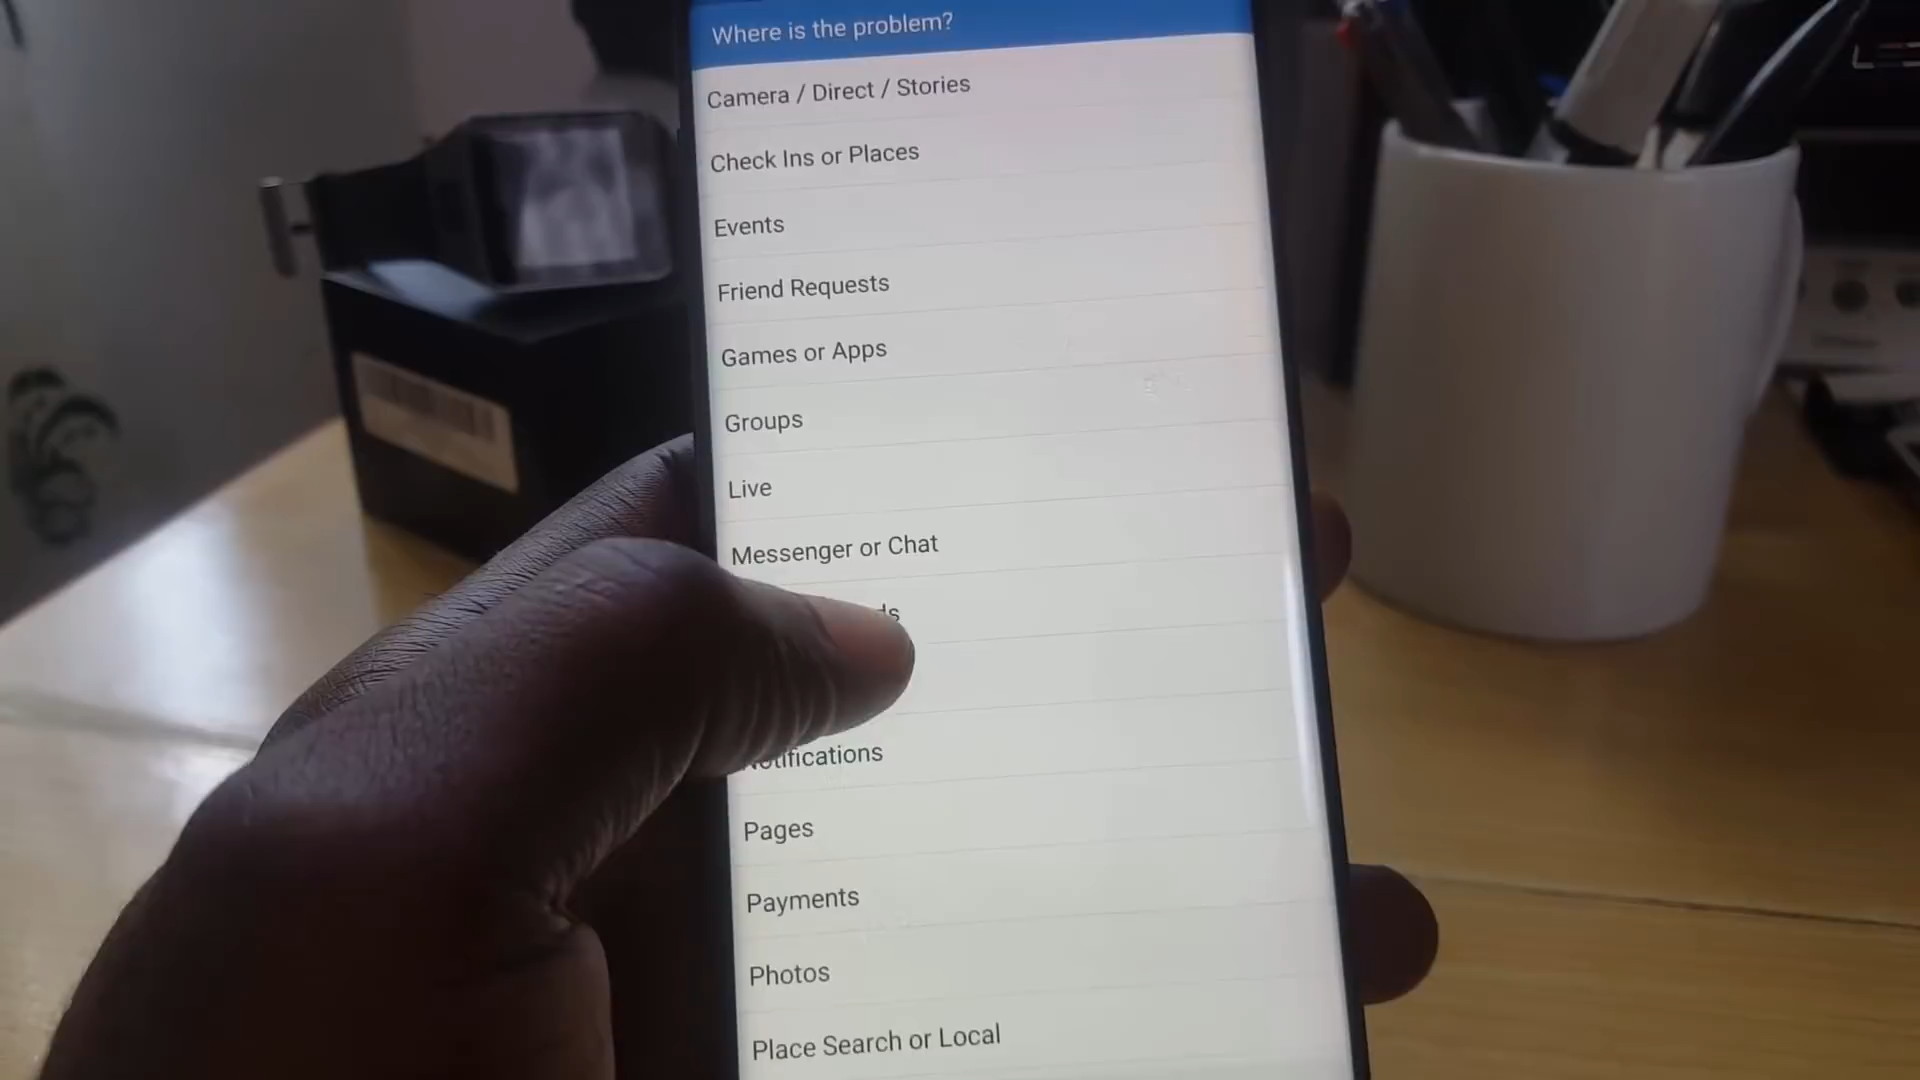 Where is the problem?
Camera / Direct / Stories
Check Ins or Places
Events
Friend Requests
Games or Apps
Groups
Live
Messenger or Chat
Notifications
Pages
Payments
Photos
Place Search or Local